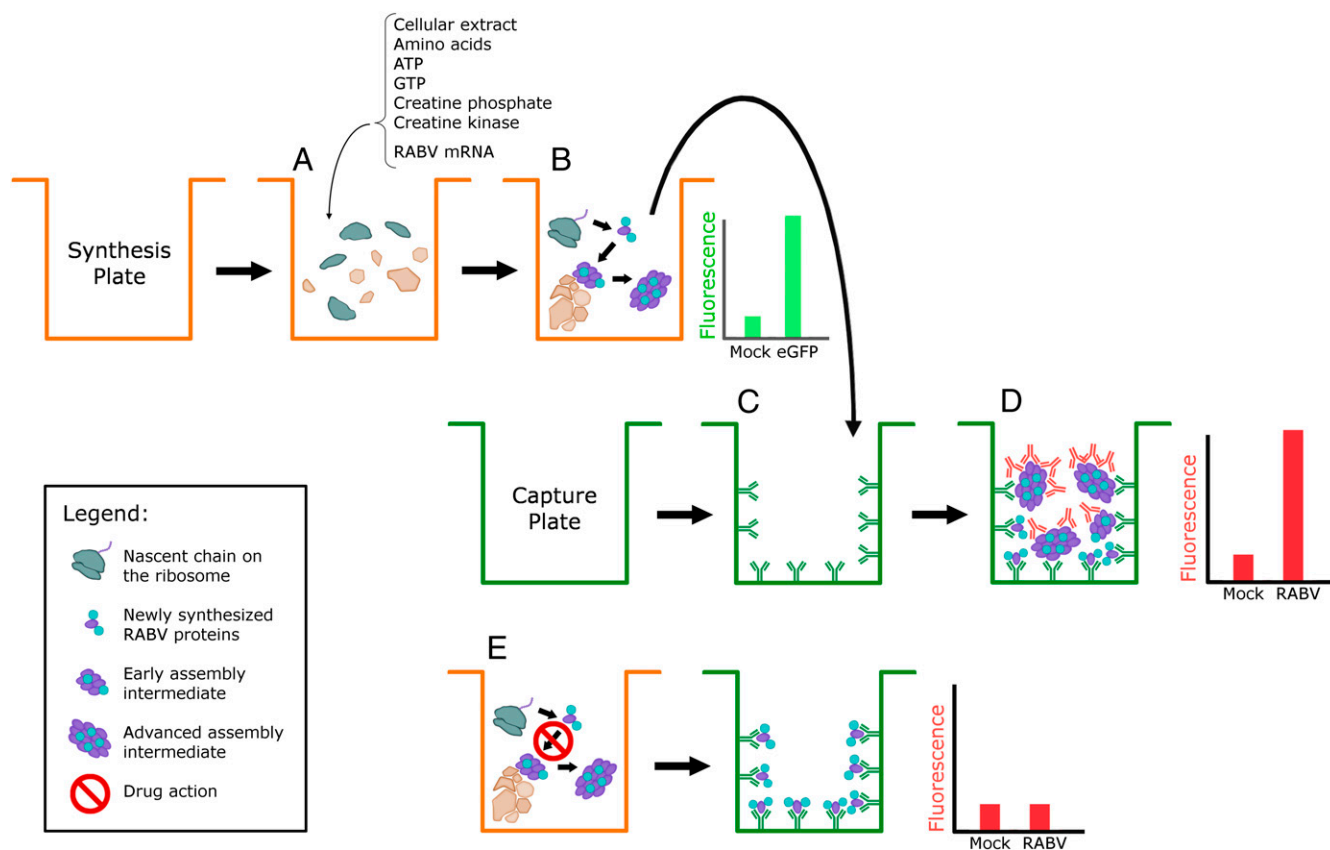 Cellular extract
Amino acids
ATP
GTP
Creatine phosphate
Creatine kinase
RABV mRNA
A
B
Synthesis
Plate
Fluorescence
Mock eGFP
C
D
Capture
Plate
Fluorescence
Mock RABV
Legend:
Nascent chain on
the ribosome
Newly synthesized
RABV proteins
Early assembly
intermediate
Advanced assembly
intermediate
Drug action
E
Fluorescence
Mock RABV